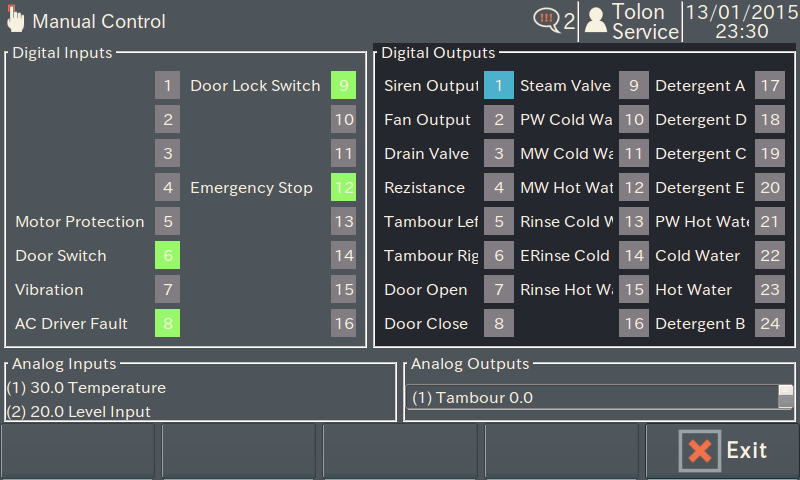 Manual Control
!!! 2
Tolon
Service
13/01/2015
23:30
Digital Inputs
1 Door Lock Switch 9
2 10
3 11
4 Emergency Stop 12
Motor Protection 5 13
Door Switch 6 14
Vibration 7 15
AC Driver Fault 8 16
Digital Outputs
Siren Output 1 Steam Valve 9 Detergent A 17
Fan Output 2 PW Cold Wa 10 Detergent D 18
Drain Valve 3 MW Cold Wa 11 Detergent C 19
Rezistance 4 MW Hot Wat 12 Detergent E 20
Tambour Lef 5 Rinse Cold W 13 PW Hot Wate 21
Tambour Rig 6 ERinse Cold 14 Cold Water 22
Door Open 7 Rinse Hot Wa 15 Hot Water 23
Door Close 8 16 Detergent B 24
Analog Inputs
(1) 30.0 Temperature
(2) 20.0 Level Input
Analog Outputs
(1) Tambour 0.0
Exit